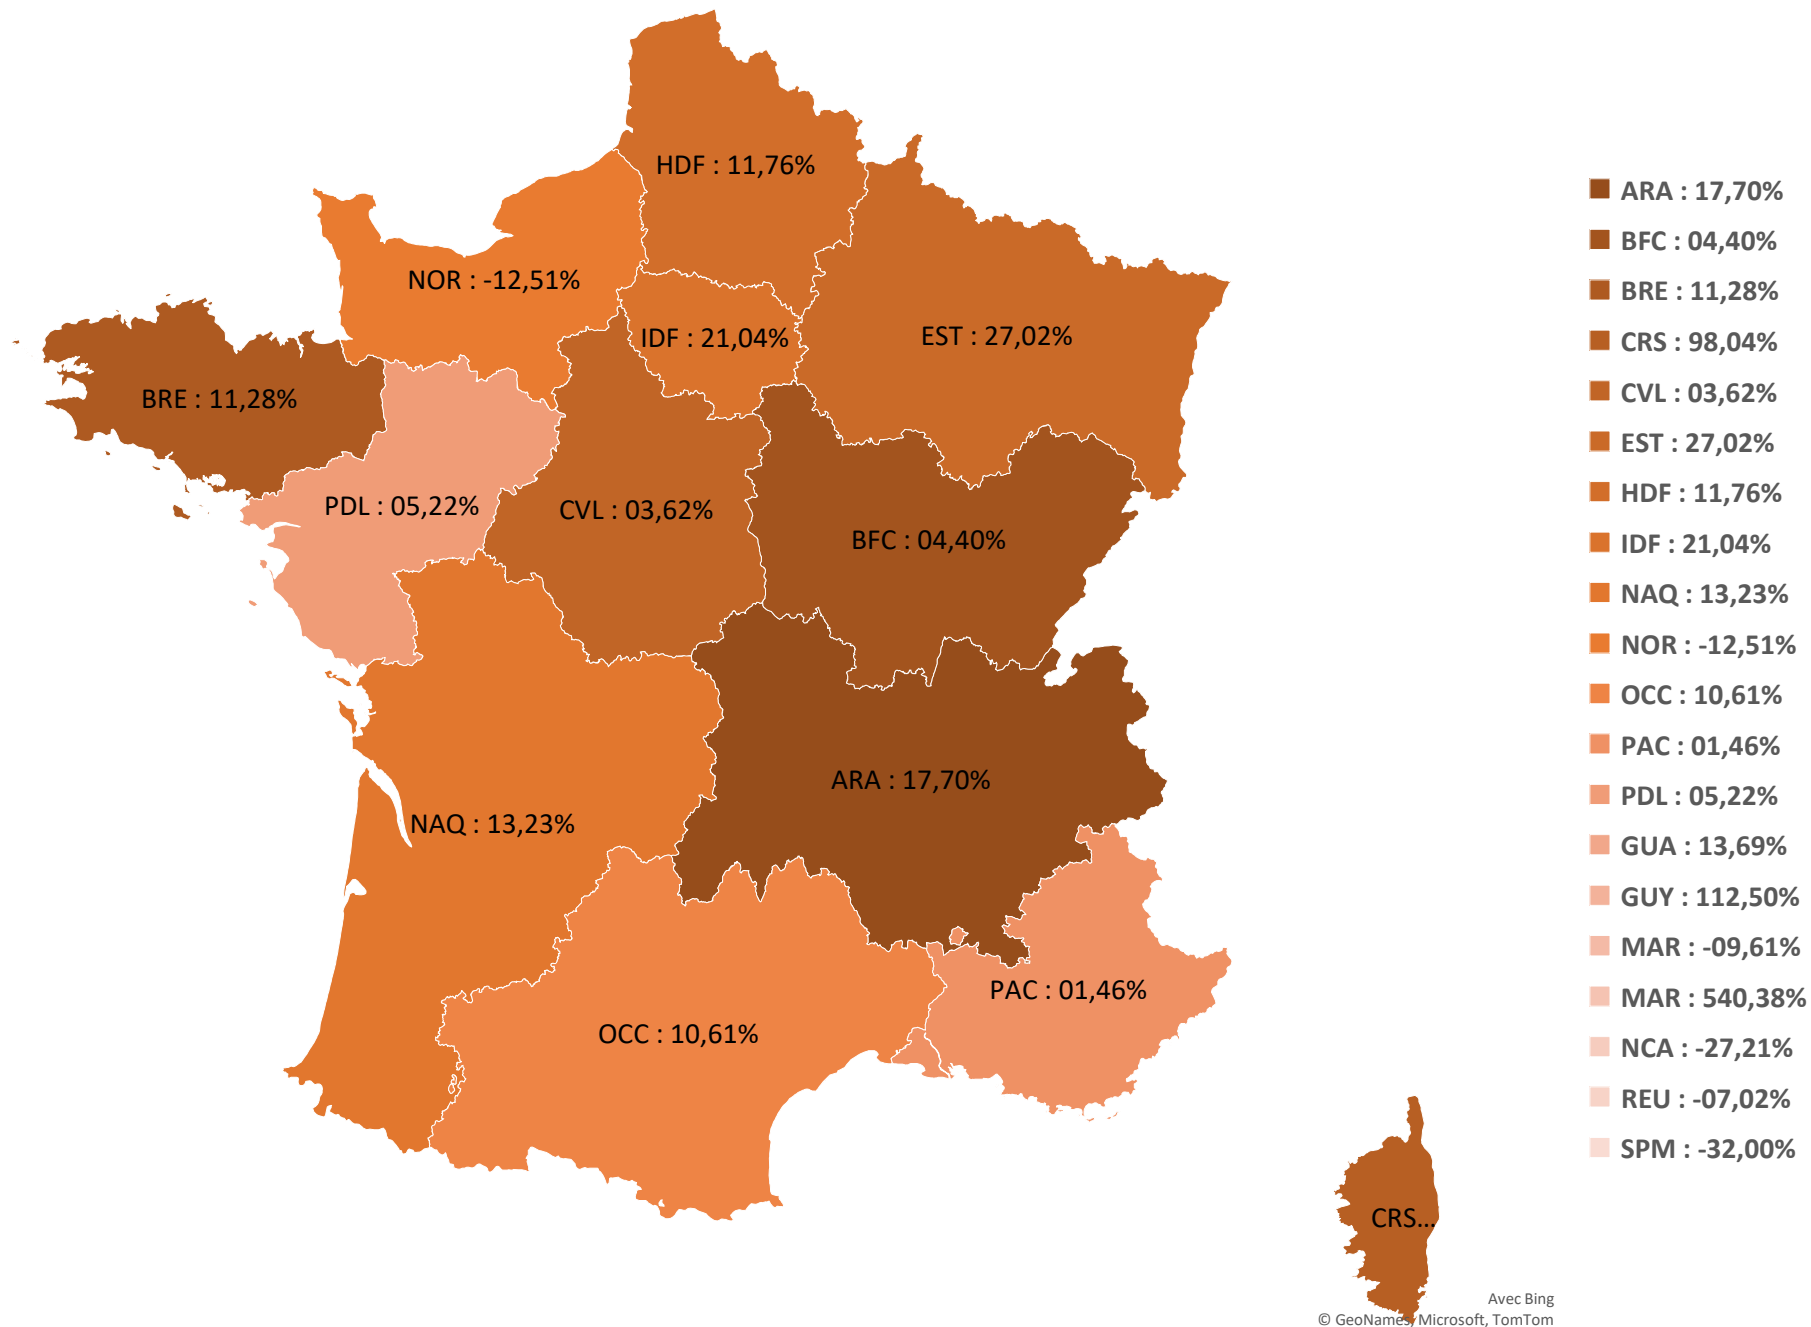 HDF : 11,76%
NOR : -12,51%
IDF : 21,04%
EST : 27,02%
BRE : 11,28%
PDL : 05,22%
CVL : 03,62%
BFC : 04,40%
ARA : 17,70%
NAQ : 13,23%
PAC : 01,46%
OCC : 10,61%
CRS...
ARA : 17,70%
BFC : 04,40%
BRE : 11,28%
CRS : 98,04%
CVL : 03,62%
EST : 27,02%
HDF : 11,76%
IDF : 21,04%
NAQ : 13,23%
NOR : -12,51%
OCC : 10,61%
PAC : 01,46%
PDL : 05,22%
GUA : 13,69%
GUY : 112,50%
MAR : -09,61%
MAR : 540,38%
NCA : -27,21%
REU : -07,02%
SPM : -32,00%
Avec Bing
© GeoNames, Microsoft, TomTom